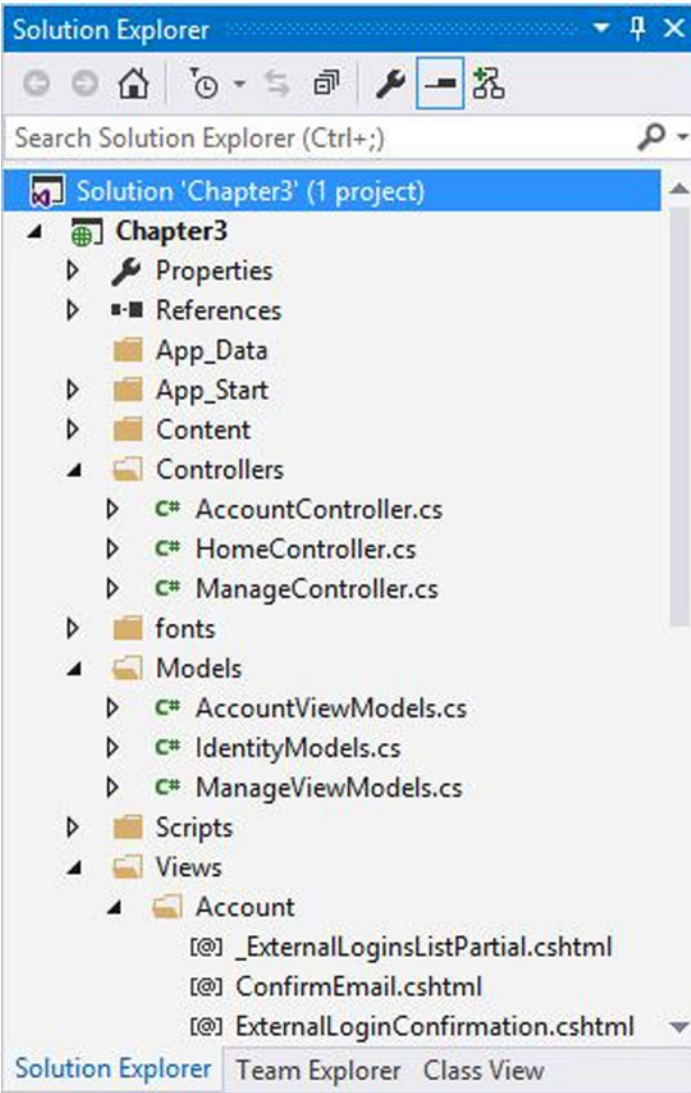 Solution Explorer
Search Solution Explorer (Ctrl+;)
Solution 'Chapter3' (1 project)
Chapter3
Properties
References
App_Data
App_Start
Content
Controllers
C# AccountController.cs
C# HomeController.cs
C# ManageController.cs
fonts
Models
C# AccountViewModels.cs
C# IdentityModels.cs
C# ManageViewModels.cs
Scripts
Views
Account
[@] _ExternalLoginsListPartial.cshtml
[@] ConfirmEmail.cshtml
[@] ExternalLoginConfirmation.cshtml
Solution Explorer Team Explorer Class View